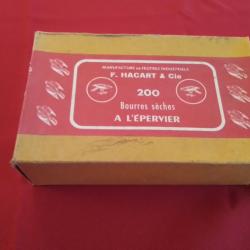 MANUFACTURE DE FEUTRES INDUSTRIELS
F. HACART & Cie
200
Bourres sèches
A L'ÉPERVIER